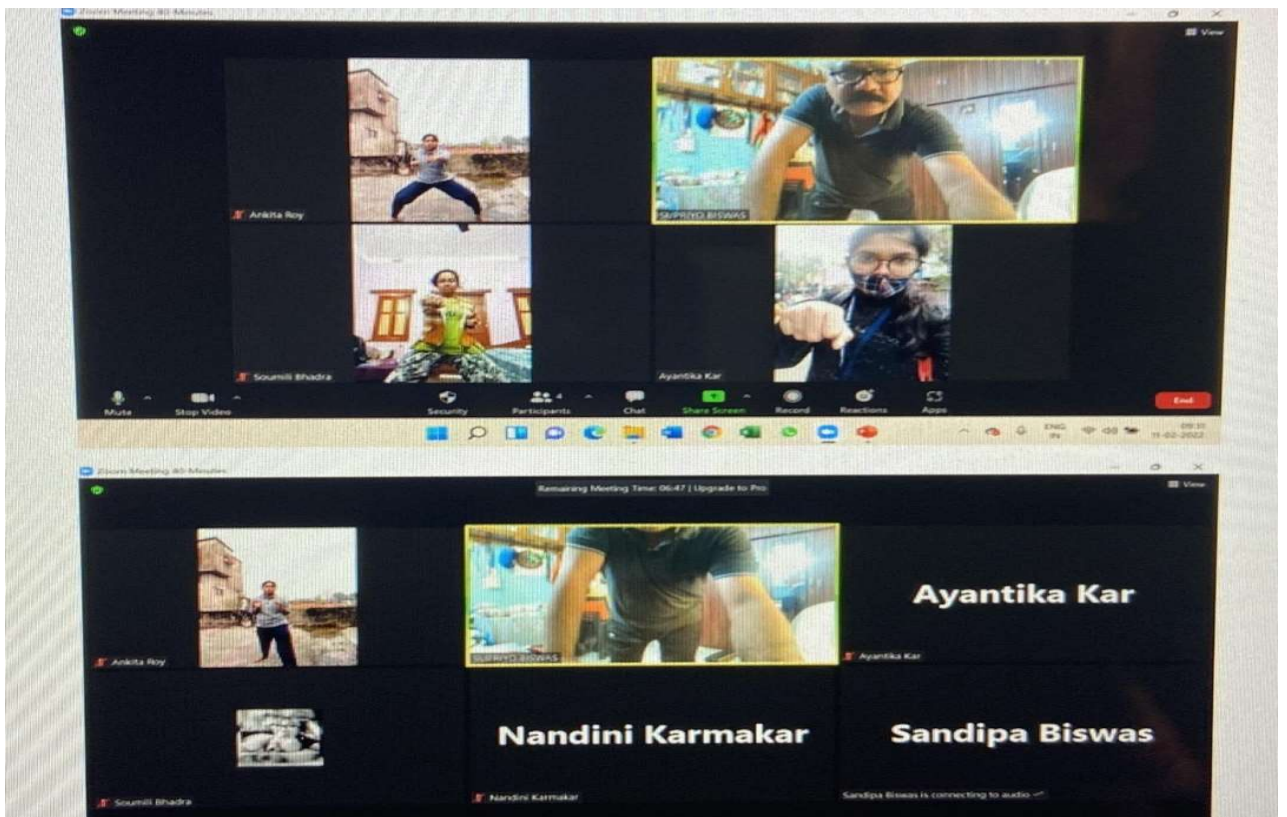 Zoom Meeting 40-Minutes
View
Ankita Roy
SUPRIYO BISWAS
Soumili Bhadra
Ayantika Kar
Mute
Stop Video
Security
Participants
4
Chat
Share Screen
Record
Reactions
Apps
End
ENG
IN
09:10
11-02-2022
Zoom Meeting 40-Minutes
Remaining Meeting Time: 06:47 | Upgrade to Pro
View
Ankita Roy
SUPRIYO BISWAS
Ayantika Kar
Ayantika Kar
Soumili Bhadra
Nandini Karmakar
Nandini Karmakar
Sandipa Biswas
Sandipa Biswas is connecting to audio